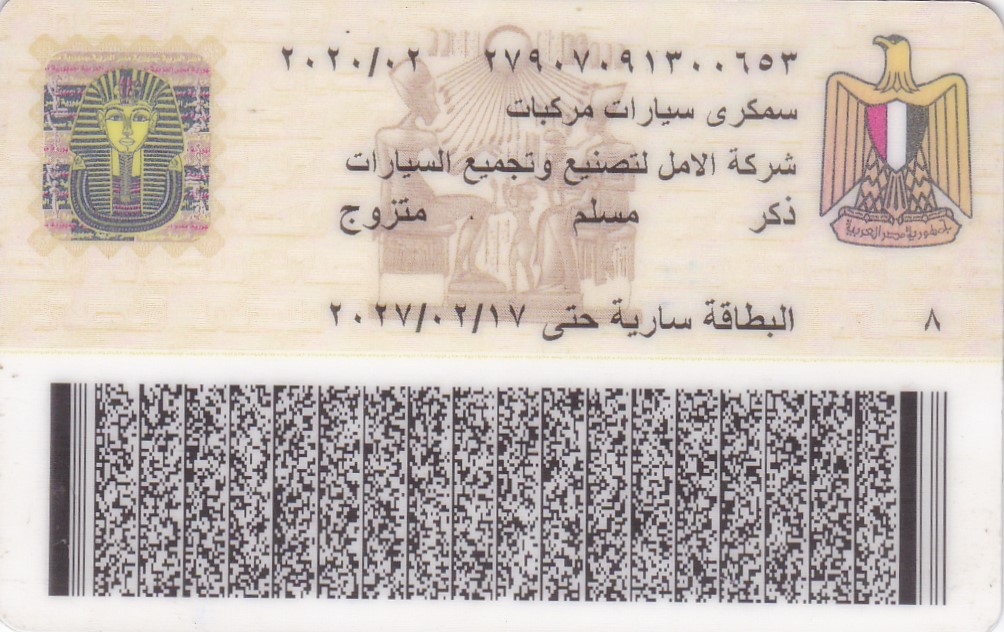 ٢٧٩٠٧٠٩١٣٠٠٦٥٣ ٢٠٢٠/٠٢
سمكرى سيارات مركبات
شركة الامل لتصنيع وتجميع السيارات
ذكر مسلم متزوج
جمهورية مصر العربية
البطاقة سارية حتى ٢٠٢٧/٠٢/١٧
٨